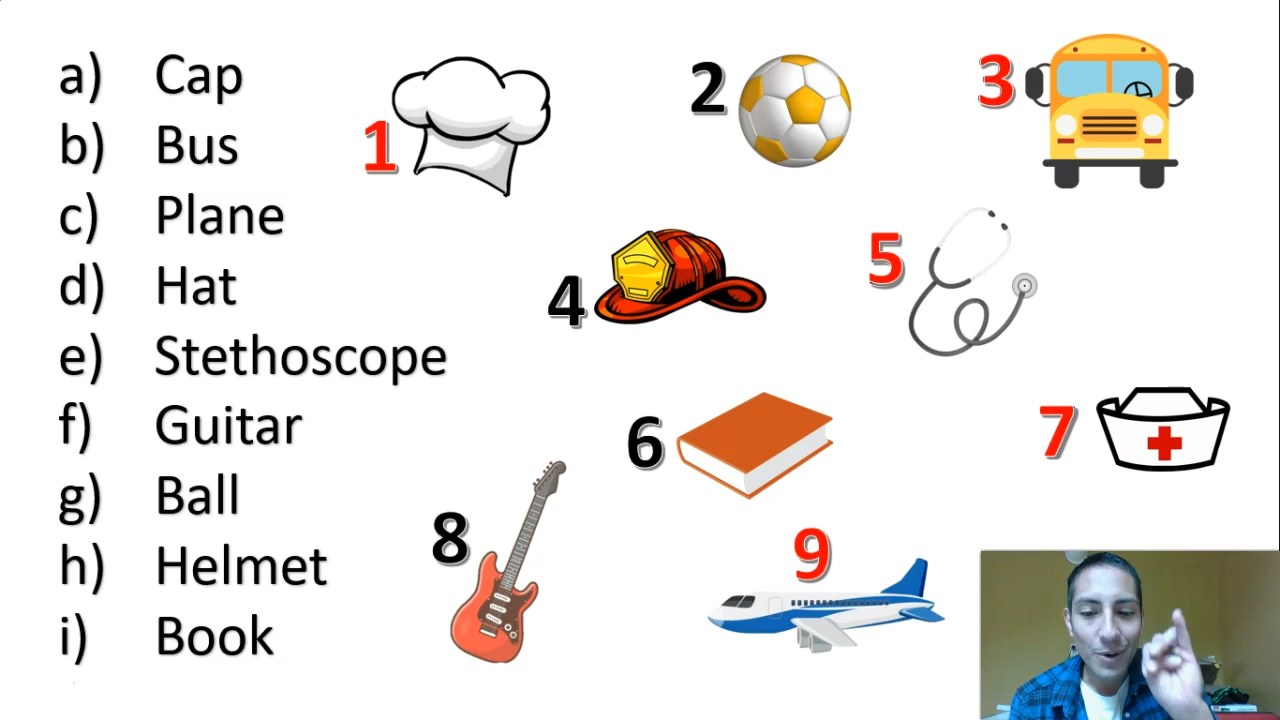 a) Cap
b) Bus
c) Plane
d) Hat
e) Stethoscope
f) Guitar
g) Ball
h) Helmet
i) Book
1
2
3
4
5
6
7
8
9